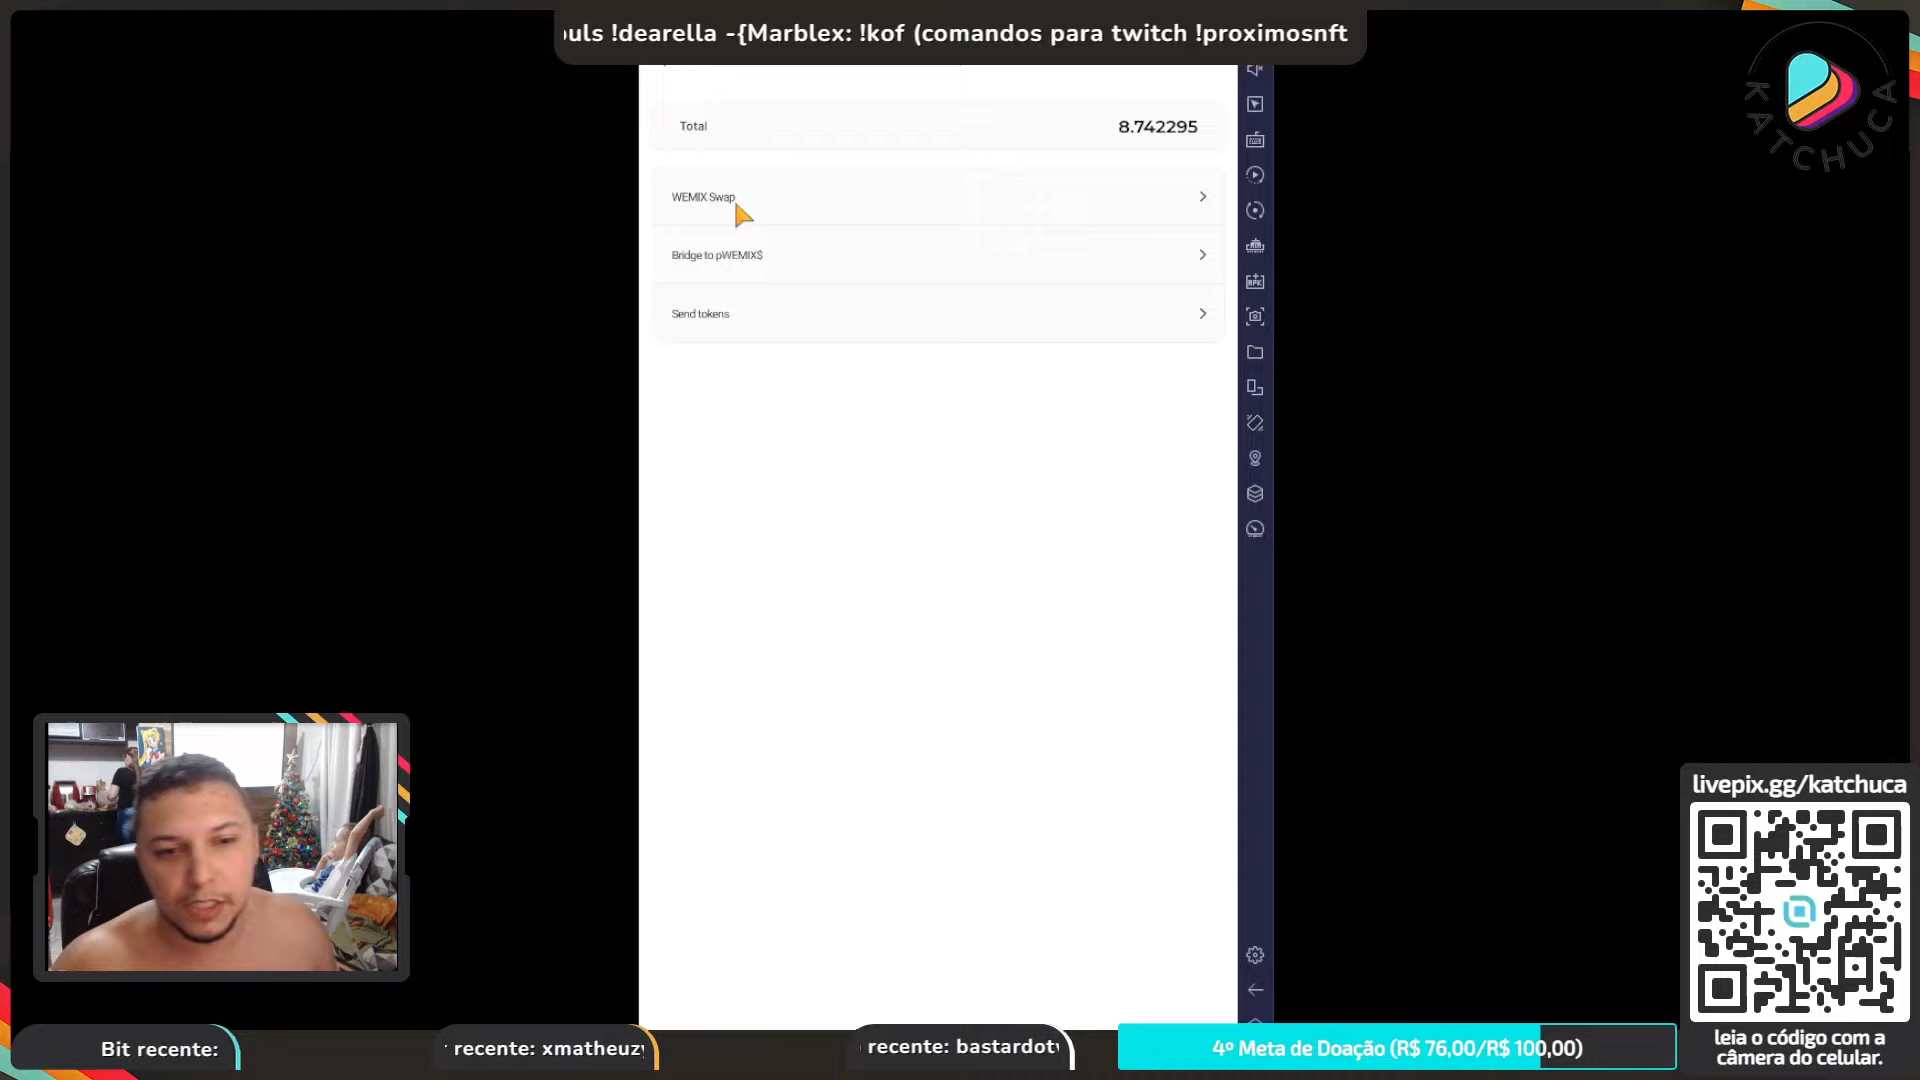 ouls !dearella -{Marblex: !kof (comandos para twitch !proximosnft
KATCHUCA
Total
8.742295
WEMIX Swap
Bridge to pWEMIX$
Send tokens
livepix.gg/katchuca
leia o código com a
câmera do celular.
Bit recente:
recente: xmatheuz
recente: bastardot
4º Meta de Doação (R$ 76,00/R$ 100,00)